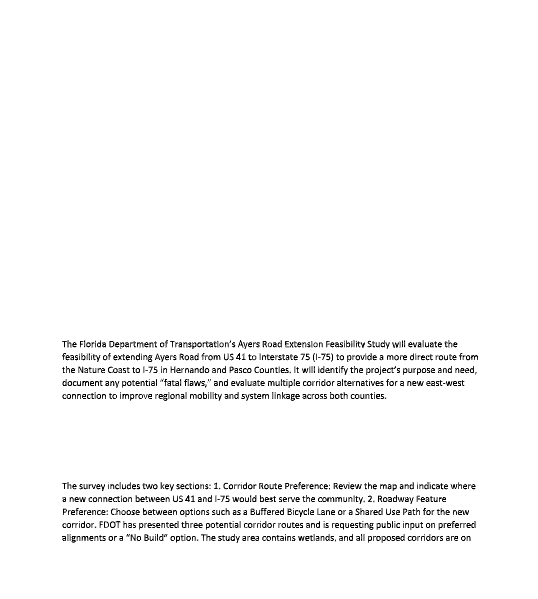 The Florida Department of Transportation's Ayers Road Extension Feasibility Study will evaluate the
feasibility of extending Ayers Road from US 41 to Interstate 75 (I-75) to provide a more direct route from
the Nature Coast to I-75 in Hernando and Pasco Counties. It will identify the project's purpose and need,
document any potential "fatal flaws," and evaluate multiple corridor alternatives for a new east-west
connection to improve regional mobility and system linkage across both counties.
The survey includes two key sections: 1. Corridor Route Preference: Review the map and indicate where
a new connection between US 41 and I-75 would best serve the community. 2. Roadway Feature
Preference: Choose between options such as a Buffered Bicycle Lane or a Shared Use Path for the new
corridor. FDOT has presented three potential corridor routes and is requesting public input on preferred
alignments or a "No Build" option. The study area contains wetlands, and all proposed corridors are on